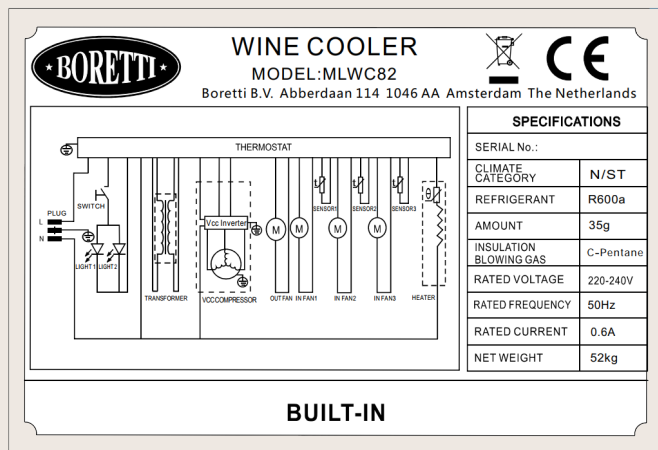 BORETTI
WINE COOLER
MODEL:MLWC82
Boretti B.V. Abberdaan 114 1046 AA Amsterdam The Netherlands
CE
THERMOSTAT
SWITCH
PLUG
L
N
LIGHT 1
LIGHT 2
TRANSFORMER
Vcc Inverter
VCC COMPRESSOR
M
M
M
M
OUT FAN
IN FAN1
IN FAN2
IN FAN3
SENSOR1
SENSOR2
SENSOR3
t
t
t
θ
HEATER
SPECIFICATIONS
SERIAL No.:
CLIMATE CATEGORY N/ST
REFRIGERANT R600a
AMOUNT 35g
INSULATION BLOWING GAS C-Pentane
RATED VOLTAGE 220-240V
RATED FREQUENCY 50Hz
RATED CURRENT 0.6A
NET WEIGHT 52kg
BUILT-IN